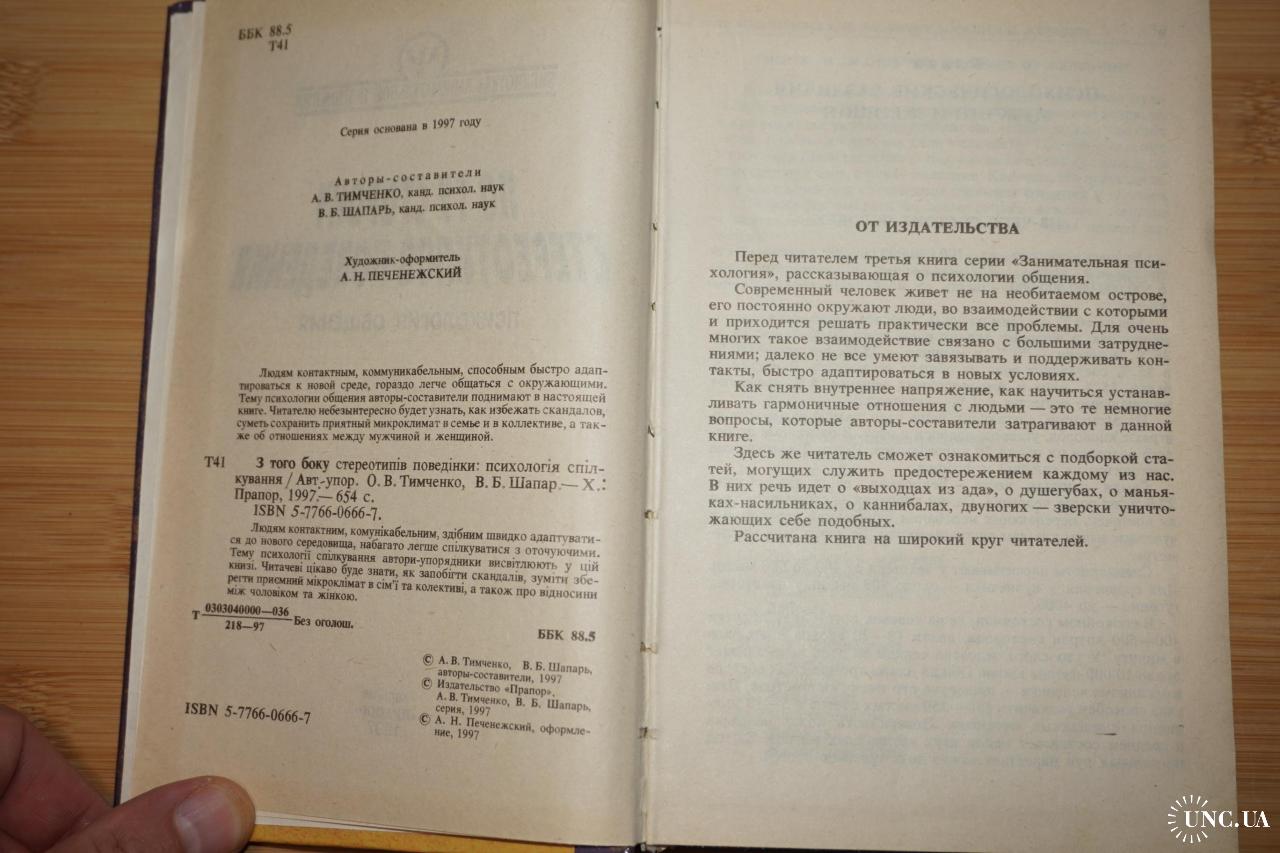 ББК 88.5
Т41
Серия основана в 1997 году
Авторы-составители
А. В. ТИМЧЕНКО, канд. психол. наук
В. Б. ШАПАРЬ, канд. психол. наук
Художник-оформитель
А. Н. ПЕЧЕНЕЖСКИЙ
Людям контактным, коммуникабельным, способным быстро адап-
тироваться к новой среде, гораздо легче общаться с окружающими.
Тему психологии общения авторы-составители поднимают в настоящей
книге. Читателю небезынтересно будет узнать, как избежать скандалов,
суметь сохранить приятный микроклимат в семье и в коллективе, а так-
же об отношениях между мужчиной и женщиной.
Т41 З того боку стереотипів поведінки: психологія спіл-
кування / Авт.-упор. О. В. Тимченко, В. Б. Шапар.— Х.:
Прапор, 1997.— 654 с.
ISBN 5-7766-0666-7.
Людям контактним, комунікабельним, здібним швидко адаптувати-
ся до нового середовища, набагато легше спілкуватися з оточуючими.
Тему психології спілкування автори-упорядники висвітлюють у цій
книзі. Читачеві цікаво буде знати, як запобігти скандалів, зуміти збе-
регти приємний мікроклімат в сім'ї та колективі, а також про відносини
між чоловіком та жінкою.
Т 0303040000—036
218—97
Без оголош.
ББК 88.5
© А. В. Тимченко, В. Б. Шапарь,
авторы-составители, 1997
© Издательство «Прапор»,
А. В. Тимченко, В. Б. Шапарь,
серия, 1997
© А. Н. Печенежский, оформле-
ние, 1997
ISBN 5-7766-0666-7
ОТ ИЗДАТЕЛЬСТВА
Перед читателем третья книга серии «Занимательная пси-
хология», рассказывающая о психологии общения.
Современный человек живет не на необитаемом острове,
его постоянно окружают люди, во взаимодействии с которыми
и приходится решать практически все проблемы. Для очень
многих такое взаимодействие связано с большими затрудне-
ниями; далеко не все умеют завязывать и поддерживать кон-
такты, быстро адаптироваться в новых условиях.
Как снять внутреннее напряжение, как научиться устанав-
ливать гармоничные отношения с людьми — это те немногие
вопросы, которые авторы-составители затрагивают в данной
книге.
Здесь же читатель сможет ознакомиться с подборкой ста-
тей, могущих служить предостережением каждому из нас.
В них речь идет о «выходцах из ада», о душегубах, о манья-
ках-насильниках, о каннибалах, двуногих — зверски уничто-
жающих себе подобных.
Рассчитана книга на широкий круг читателей.
UNC.UA